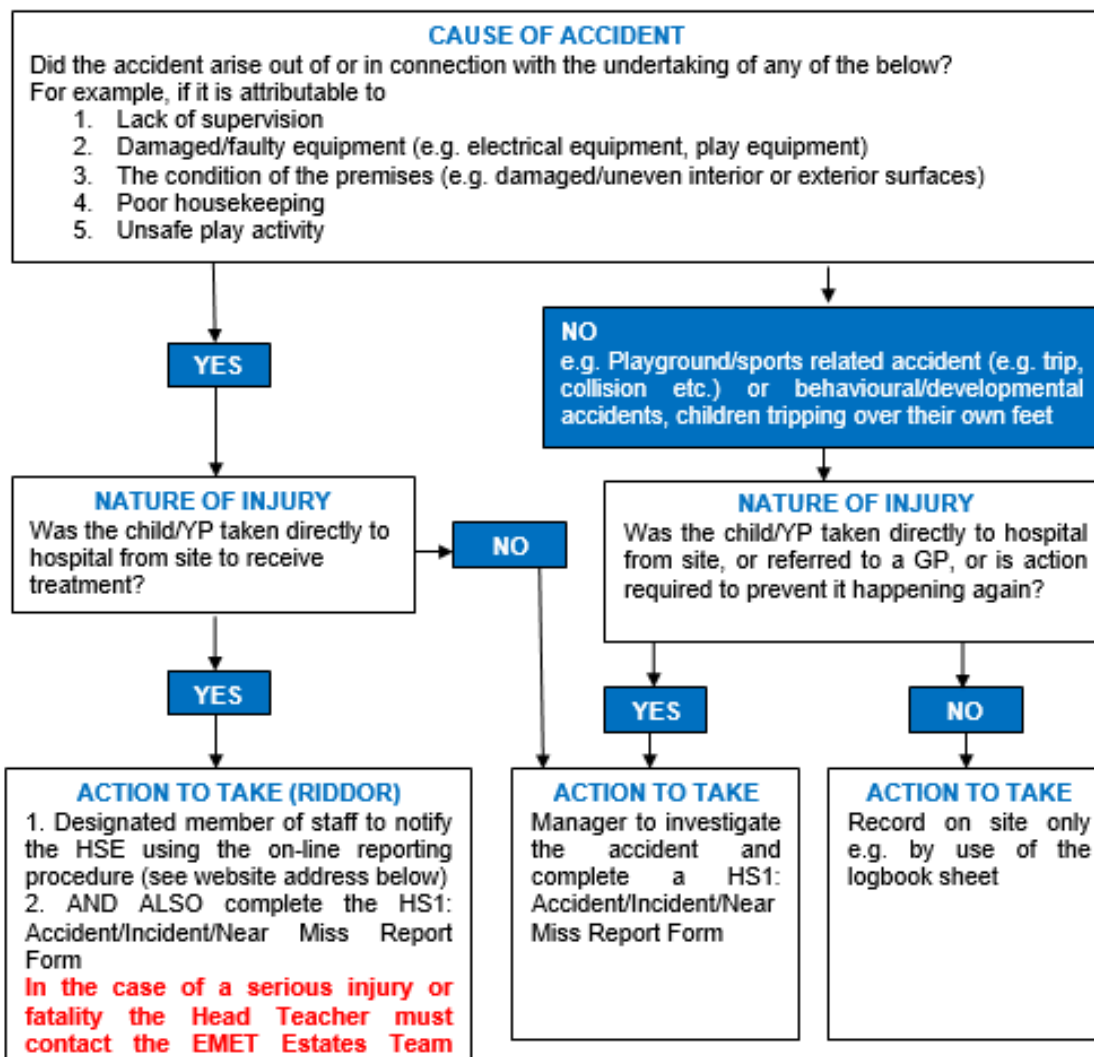 CAUSE OF ACCIDENT
Did the accident arise out of or in connection with the undertaking of any of the below?
For example, if it is attributable to
1. Lack of supervision
2. Damaged/faulty equipment (e.g. electrical equipment, play equipment)
3. The condition of the premises (e.g. damaged/uneven interior or exterior surfaces)
4. Poor housekeeping
5. Unsafe play activity
YES
NO
e.g. Playground/sports related accident (e.g. trip,
collision etc.) or behavioural/developmental
accidents, children tripping over their own feet
NATURE OF INJURY
Was the child/YP taken directly to
hospital from site to receive
treatment?
NO
NATURE OF INJURY
Was the child/YP taken directly to hospital
from site, or referred to a GP, or is action
required to prevent it happening again?
YES
YES
NO
ACTION TO TAKE (RIDDOR)
1. Designated member of staff to notify
the HSE using the on-line reporting
procedure (see website address below)
2. AND ALSO complete the HS1:
Accident/Incident/Near Miss Report
Form
In the case of a serious injury or
fatality the Head Teacher must
contact the EMET Estates Team
ACTION TO TAKE
Manager to investigate
the accident and
complete a HS1:
Accident/Incident/Near
Miss Report Form
ACTION TO TAKE
Record on site only
e.g. by use of the
logbook sheet